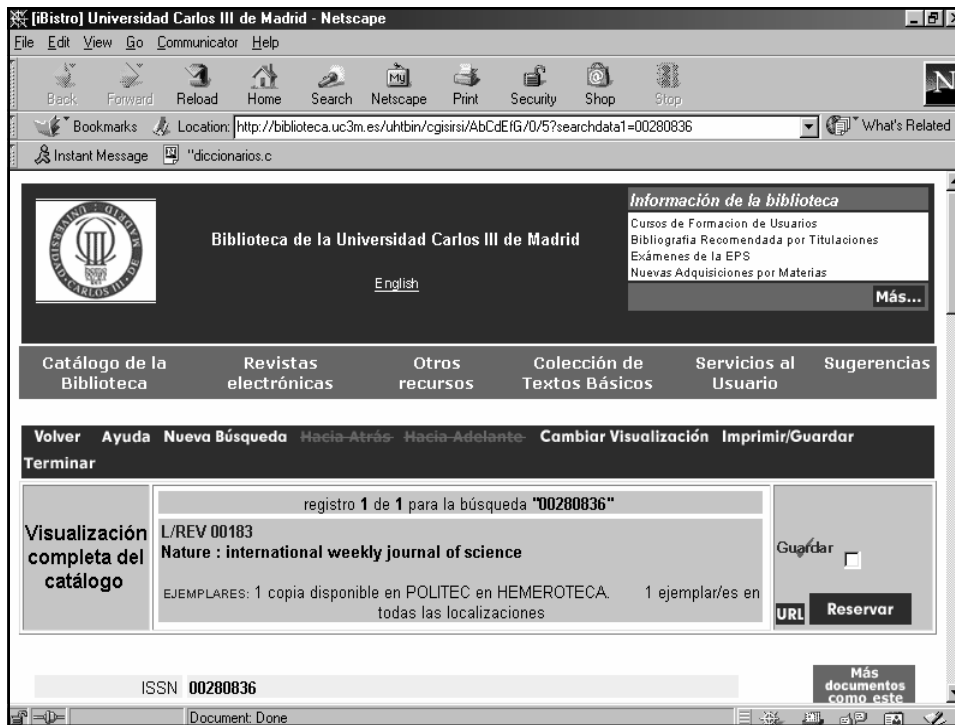 [iBistro] Universidad Carlos III de Madrid - Netscape
File Edit View Go Communicator Help
Back Forward Reload Home Search Netscape Print Security Shop Stop
Bookmarks Location: http://biblioteca.uc3m.es/uhtbin/cgisirsi/AbCdEfG/0/5?searchdata1=00280836 What's Related
Instant Message "diccionarios.c
Información de la biblioteca
Cursos de Formacion de Usuarios
Bibliografia Recomendada por Titulaciones
Exámenes de la EPS
Nuevas Adquisiciones por Materias
Más...
Biblioteca de la Universidad Carlos III de Madrid
English
Catálogo de la Biblioteca
Revistas electrónicas
Otros recursos
Colección de Textos Básicos
Servicios al Usuario
Sugerencias
Volver Ayuda Nueva Búsqueda Hacia Atrás Hacia Adelante Cambiar Visualización Imprimir/Guardar
Terminar
Visualización completa del catálogo
registro 1 de 1 para la búsqueda "00280836"
L/REV 00183
Nature : international weekly journal of science
EJEMPLARES: 1 copia disponible en POLITEC en HEMEROTECA. 1 ejemplar/es en
todas las localizaciones
Guardar
URL Reservar
ISSN 00280836
Más
documentos
como este
Document: Done